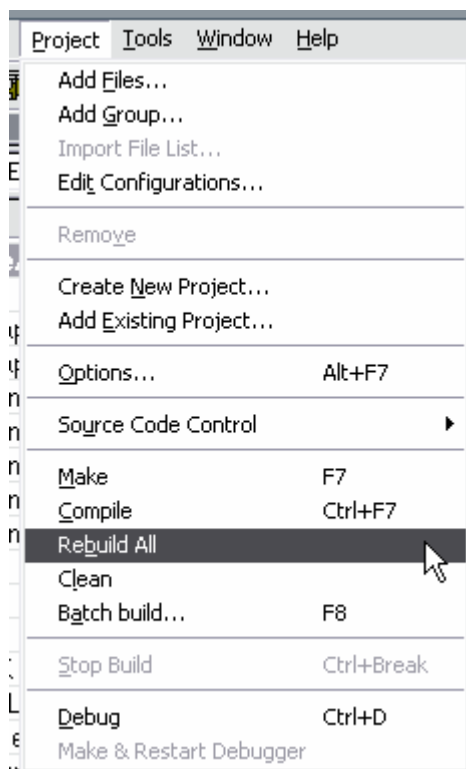 Project Tools Window Help
Add Files...
Add Group...
Import File List...
Edit Configurations...
Remove
Create New Project...
Add Existing Project...
Options... Alt+F7
Source Code Control
Make F7
Compile Ctrl+F7
Rebuild All
Clean
Batch build... F8
Stop Build Ctrl+Break
Debug Ctrl+D
Make & Restart Debugger